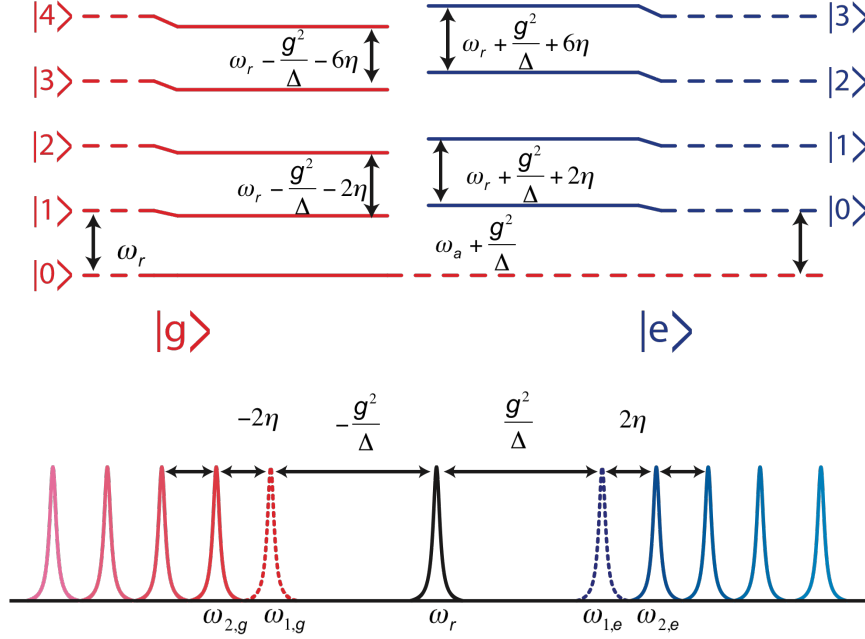 |4> |3>
ω_r − g²/Δ − 6η ω_r + g²/Δ + 6η
|3> |2>
|2> |1>
ω_r − g²/Δ − 2η ω_r + g²/Δ + 2η
|1> |0>
ω_r ω_a + g²/Δ
|0>
|g> |e>
−2η −g²/Δ g²/Δ 2η
ω_{2,g} ω_{1,g} ω_r ω_{1,e} ω_{2,e}